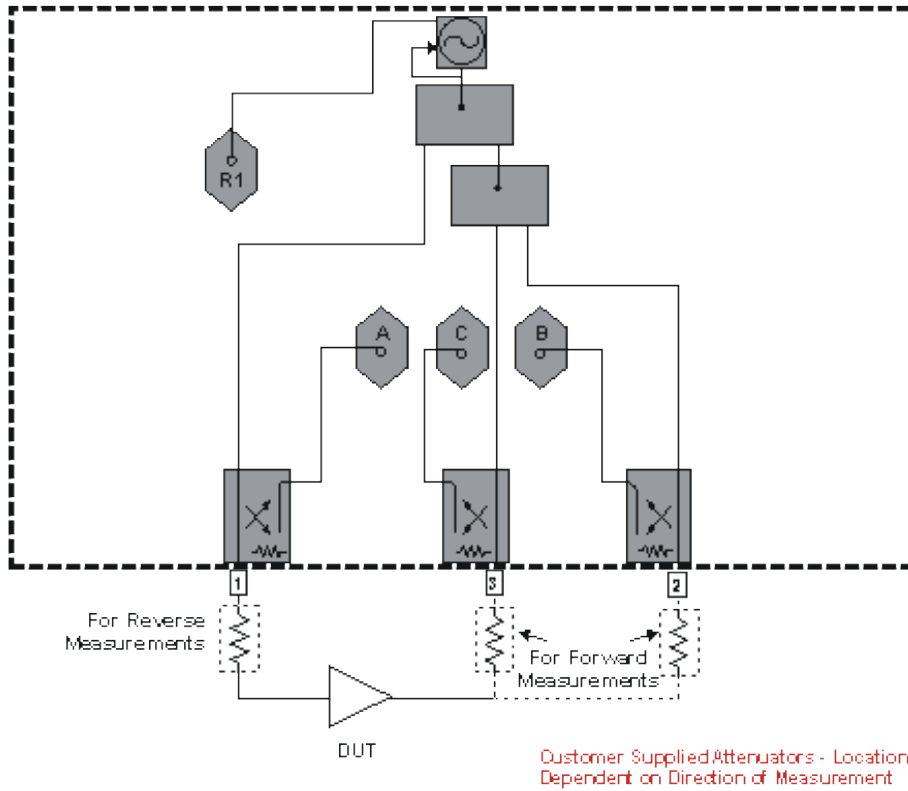 R1
A
C
B
1
3
2
For Reverse
Measurements
For Forward
Measurements
DUT
Customer Supplied Attenuators - Location
Dependent on Direction of Measurement